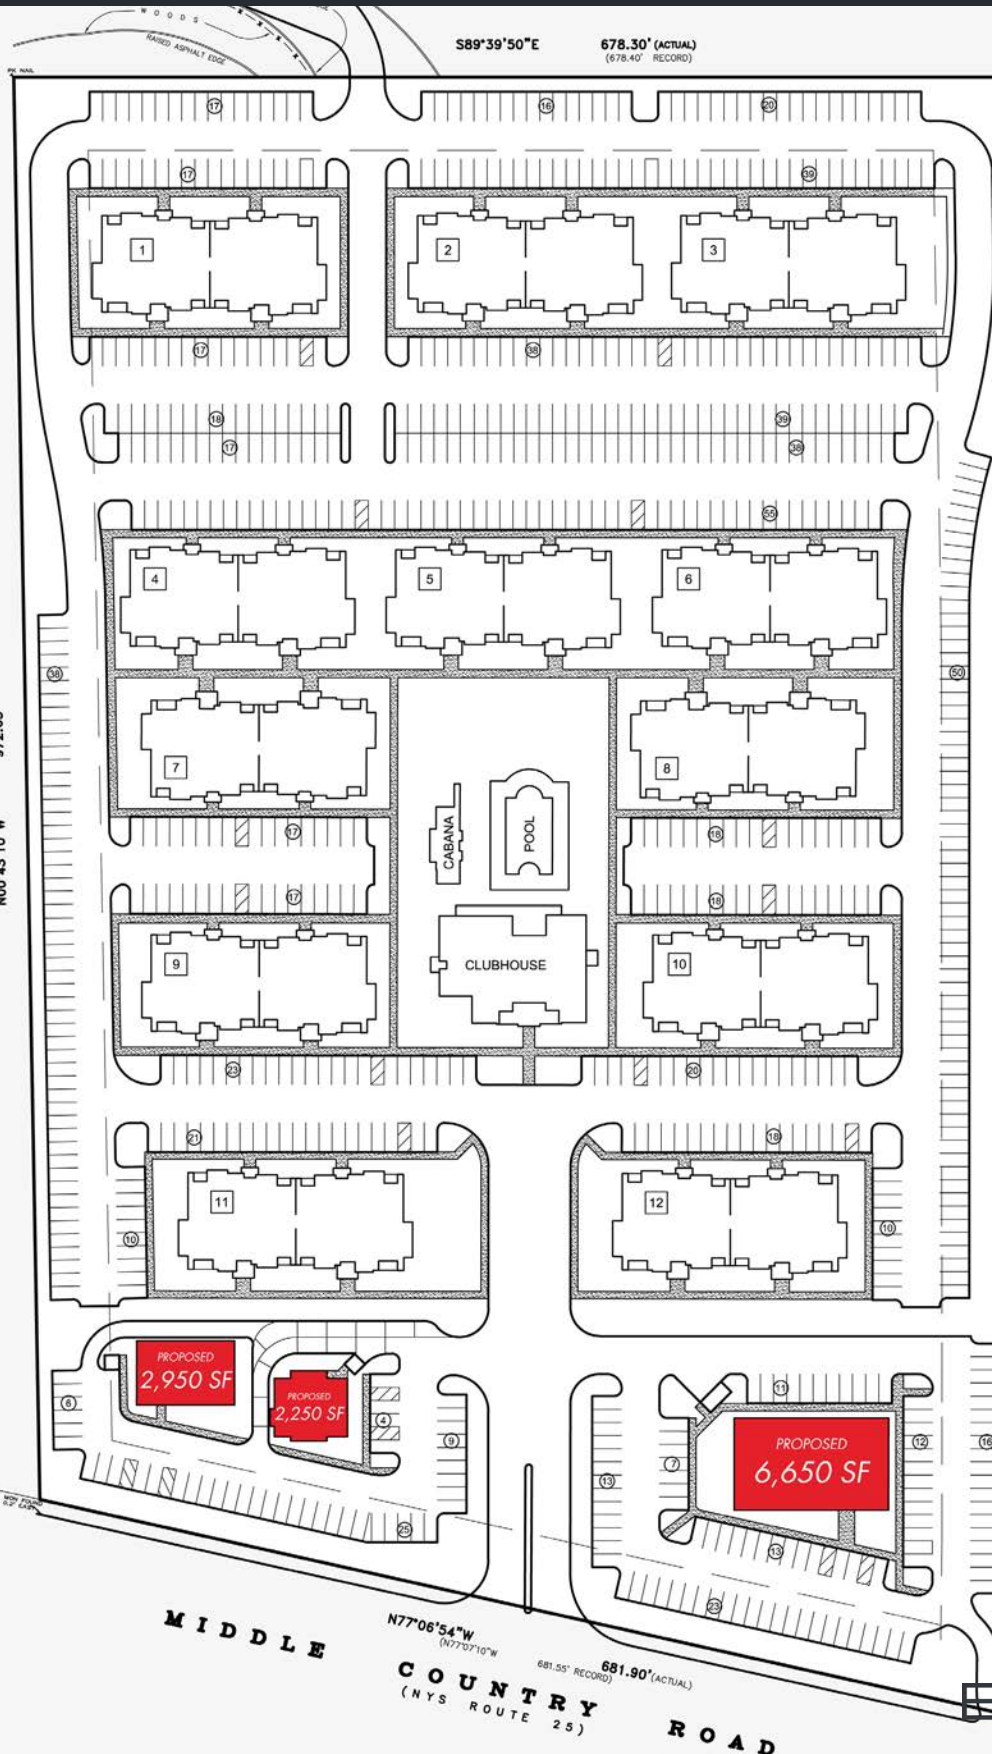 WOODS
RAISED ASPHALT EDGE
S89°39'50"E 678.30' (ACTUAL)
(678.40' RECORD)
PK NAIL
17 16 20
17 39
1 2 3
17 38
18 39
17 38
55
4 5 6
38 50
7 8
CABANA
POOL
17 18
17 18
9 CLUBHOUSE 10
23 20
21 18
11 12
10 10
PROPOSED
2,950 SF
PROPOSED
2,250 SF
6 4 9
25
11
PROPOSED
6,650 SF
13 7 12 16
13
23
MON FOUND
0.2' EAST
MIDDLE COUNTRY ROAD
(NYS ROUTE 25)
N77°06'54"W
(N77°07'10"W
681.55' RECORD)
681.90' (ACTUAL)